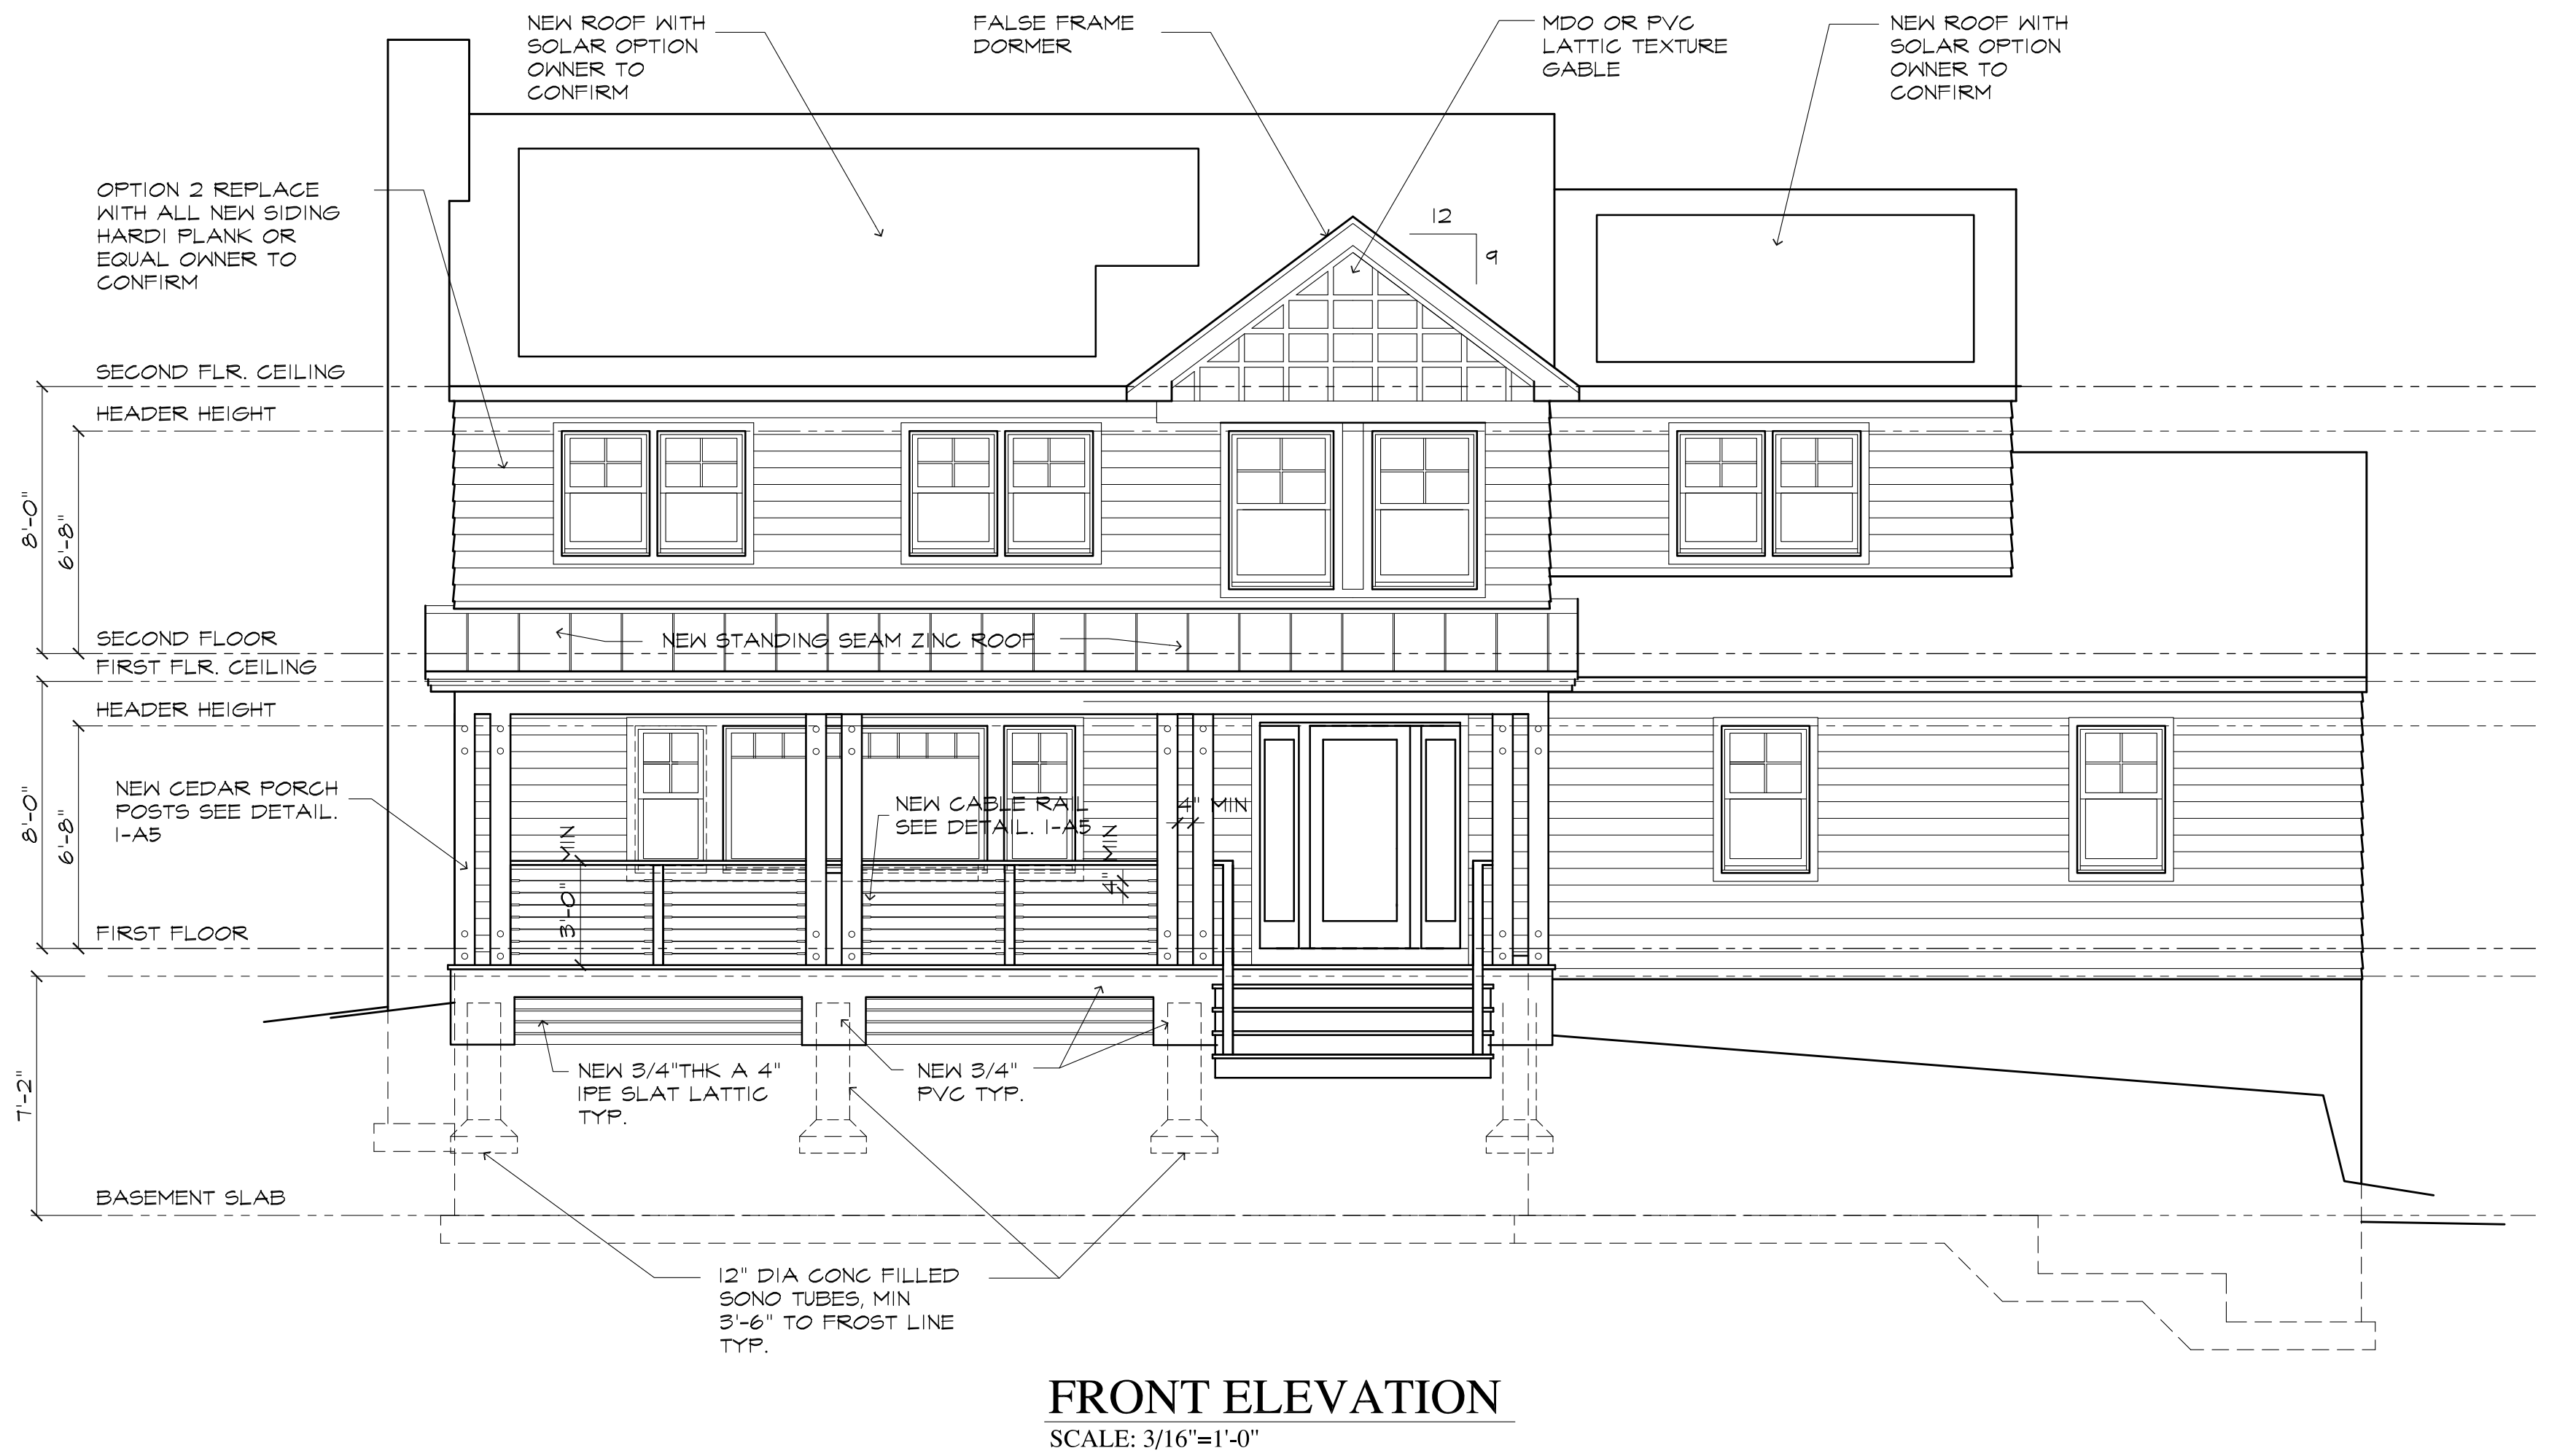 NEW ROOF WITH
SOLAR OPTION
OWNER TO
CONFIRM
FALSE FRAME
DORMER
MDO OR PVC
LATTIC TEXTURE
GABLE
NEW ROOF WITH
SOLAR OPTION
OWNER TO
CONFIRM
OPTION 2 REPLACE
WITH ALL NEW SIDING
HARDI PLANK OR
EQUAL OWNER TO
CONFIRM
12
9
SECOND FLR. CEILING
HEADER HEIGHT
8'-0"
6'-8"
SECOND FLOOR
NEW STANDING SEAM ZINC ROOF
FIRST FLR. CEILING
HEADER HEIGHT
8'-0"
6'-8"
NEW CEDAR PORCH
POSTS SEE DETAIL.
1-A5
NEW CABLE RAIL
SEE DETAIL. 1-A5
4" MIN
3'-0" MIN
4" MIN
FIRST FLOOR
7'-2"
NEW 3/4"THK A 4"
IPE SLAT LATTIC
TYP.
NEW 3/4"
PVC TYP.
BASEMENT SLAB
12" DIA CONC FILLED
SONO TUBES, MIN
3'-6" TO FROST LINE
TYP.
FRONT ELEVATION
SCALE: 3/16"=1'-0"